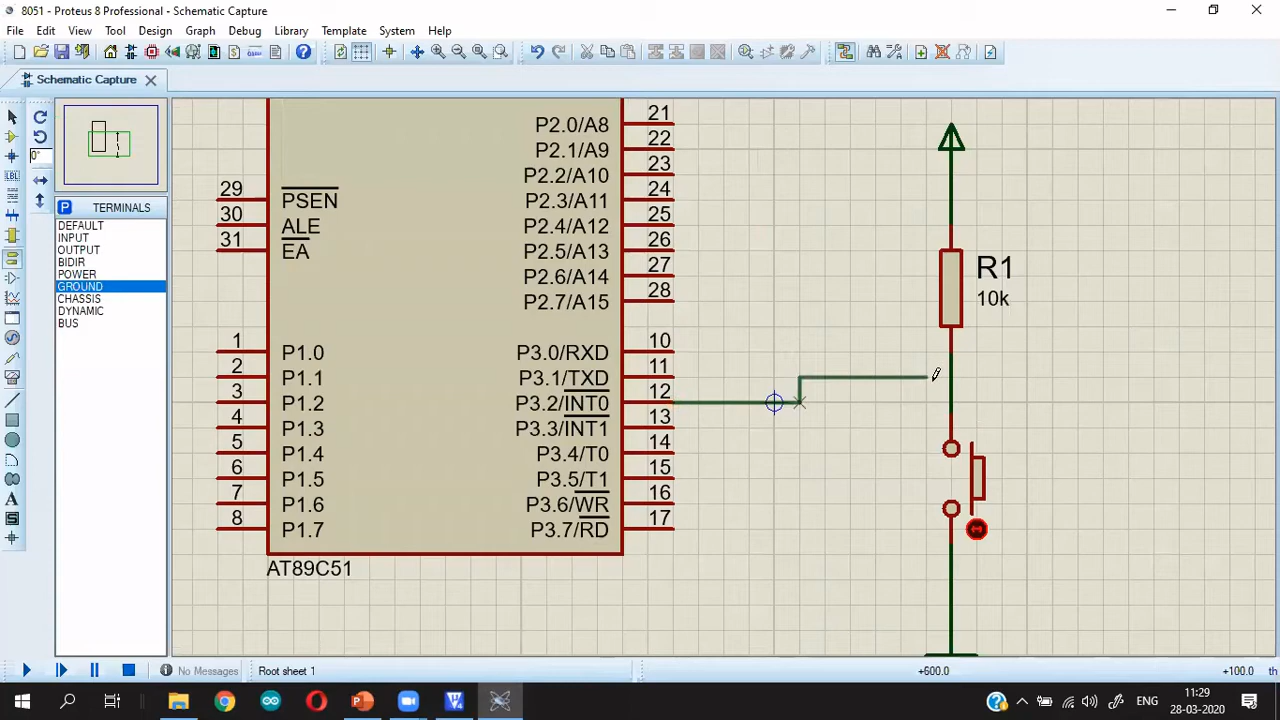 8051 - Proteus 8 Professional - Schematic Capture
File Edit View Tool Design Graph Debug Library Template System Help
Schematic Capture
0°
LBL
P TERMINALS
DEFAULT
INPUT
OUTPUT
BIDIR
POWER
GROUND
CHASSIS
DYNAMIC
BUS
29 PSEN
30 ALE
31 EA
1 P1.0
2 P1.1
3 P1.2
4 P1.3
5 P1.4
6 P1.5
7 P1.6
8 P1.7
21
P2.0/A8 22
P2.1/A9 23
P2.2/A10 24
P2.3/A11 25
P2.4/A12 26
P2.5/A13 27
P2.6/A14 28
P2.7/A15
P3.0/RXD 10
P3.1/TXD 11
P3.2/INT0 12
P3.3/INT1 13
P3.4/T0 14
P3.5/T1 15
P3.6/WR 16
P3.7/RD 17
AT89C51
R1
10k
No Messages
Root sheet 1
+600.0
+100.0
th
ENG
11:29
28-03-2020